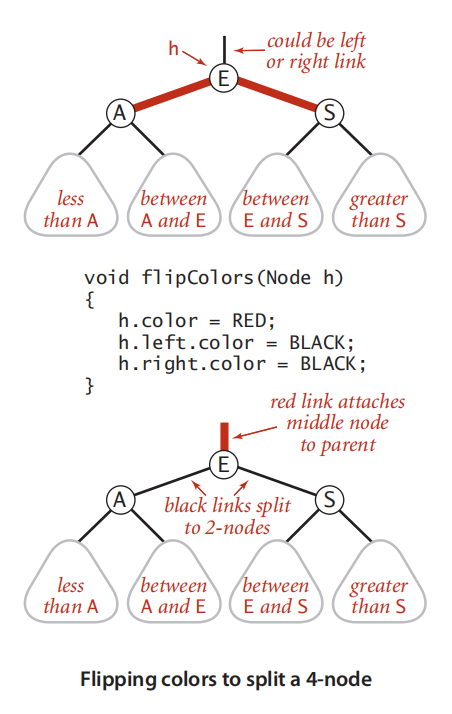 h
could be left
or right link
E
A
S
less
than A
between
A and E
between
E and S
greater
than S
void flipColors(Node h)
{
   h.color = RED;
   h.left.color = BLACK;
   h.right.color = BLACK;
}
red link attaches
middle node
to parent
E
A
S
black links split
to 2-nodes
less
than A
between
A and E
between
E and S
greater
than S
Flipping colors to split a 4-node